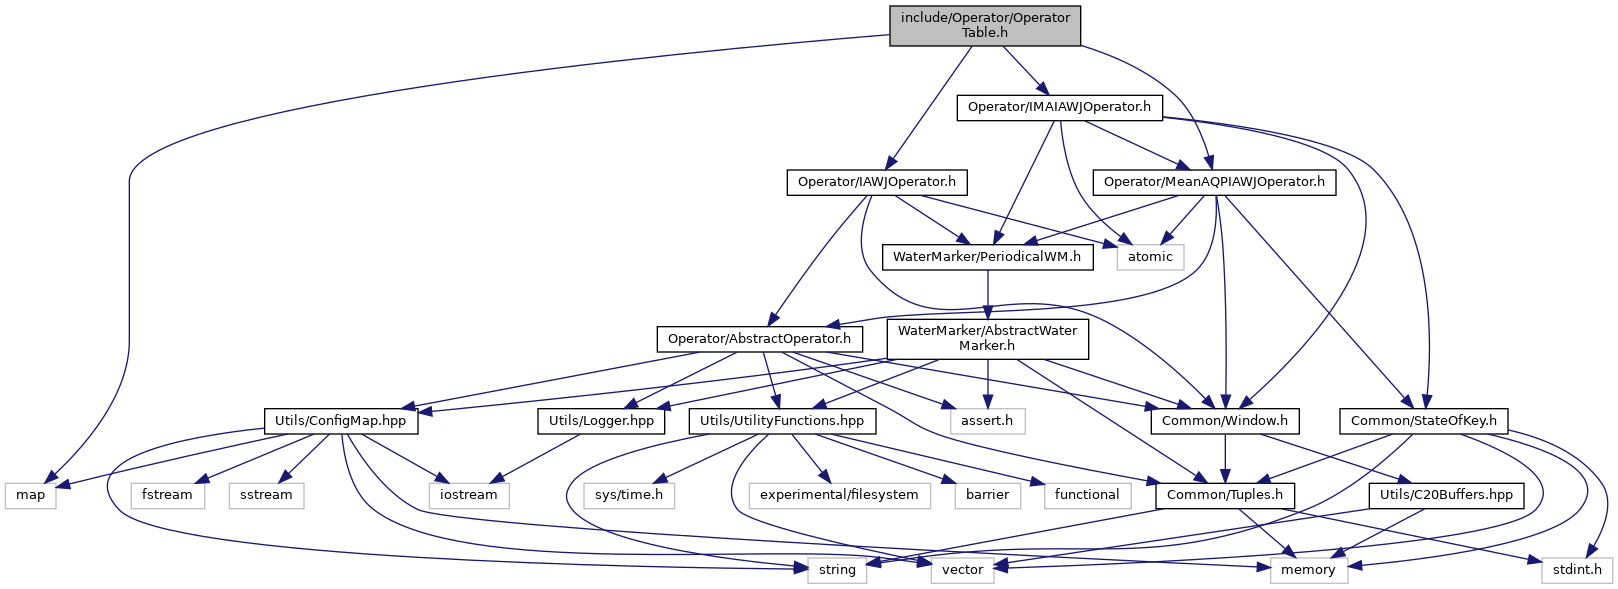 include/Operator/Operator
Table.h
Operator/IMAIAWJOperator.h
Operator/IAWJOperator.h
Operator/MeanAQPIAWJOperator.h
WaterMarker/PeriodicalWM.h
atomic
Operator/AbstractOperator.h
WaterMarker/AbstractWater
Marker.h
Utils/ConfigMap.hpp
Utils/Logger.hpp
Utils/UtilityFunctions.hpp
assert.h
Common/Window.h
Common/StateOfKey.h
map
fstream
sstream
iostream
sys/time.h
experimental/filesystem
barrier
functional
Common/Tuples.h
Utils/C20Buffers.hpp
string
vector
memory
stdint.h